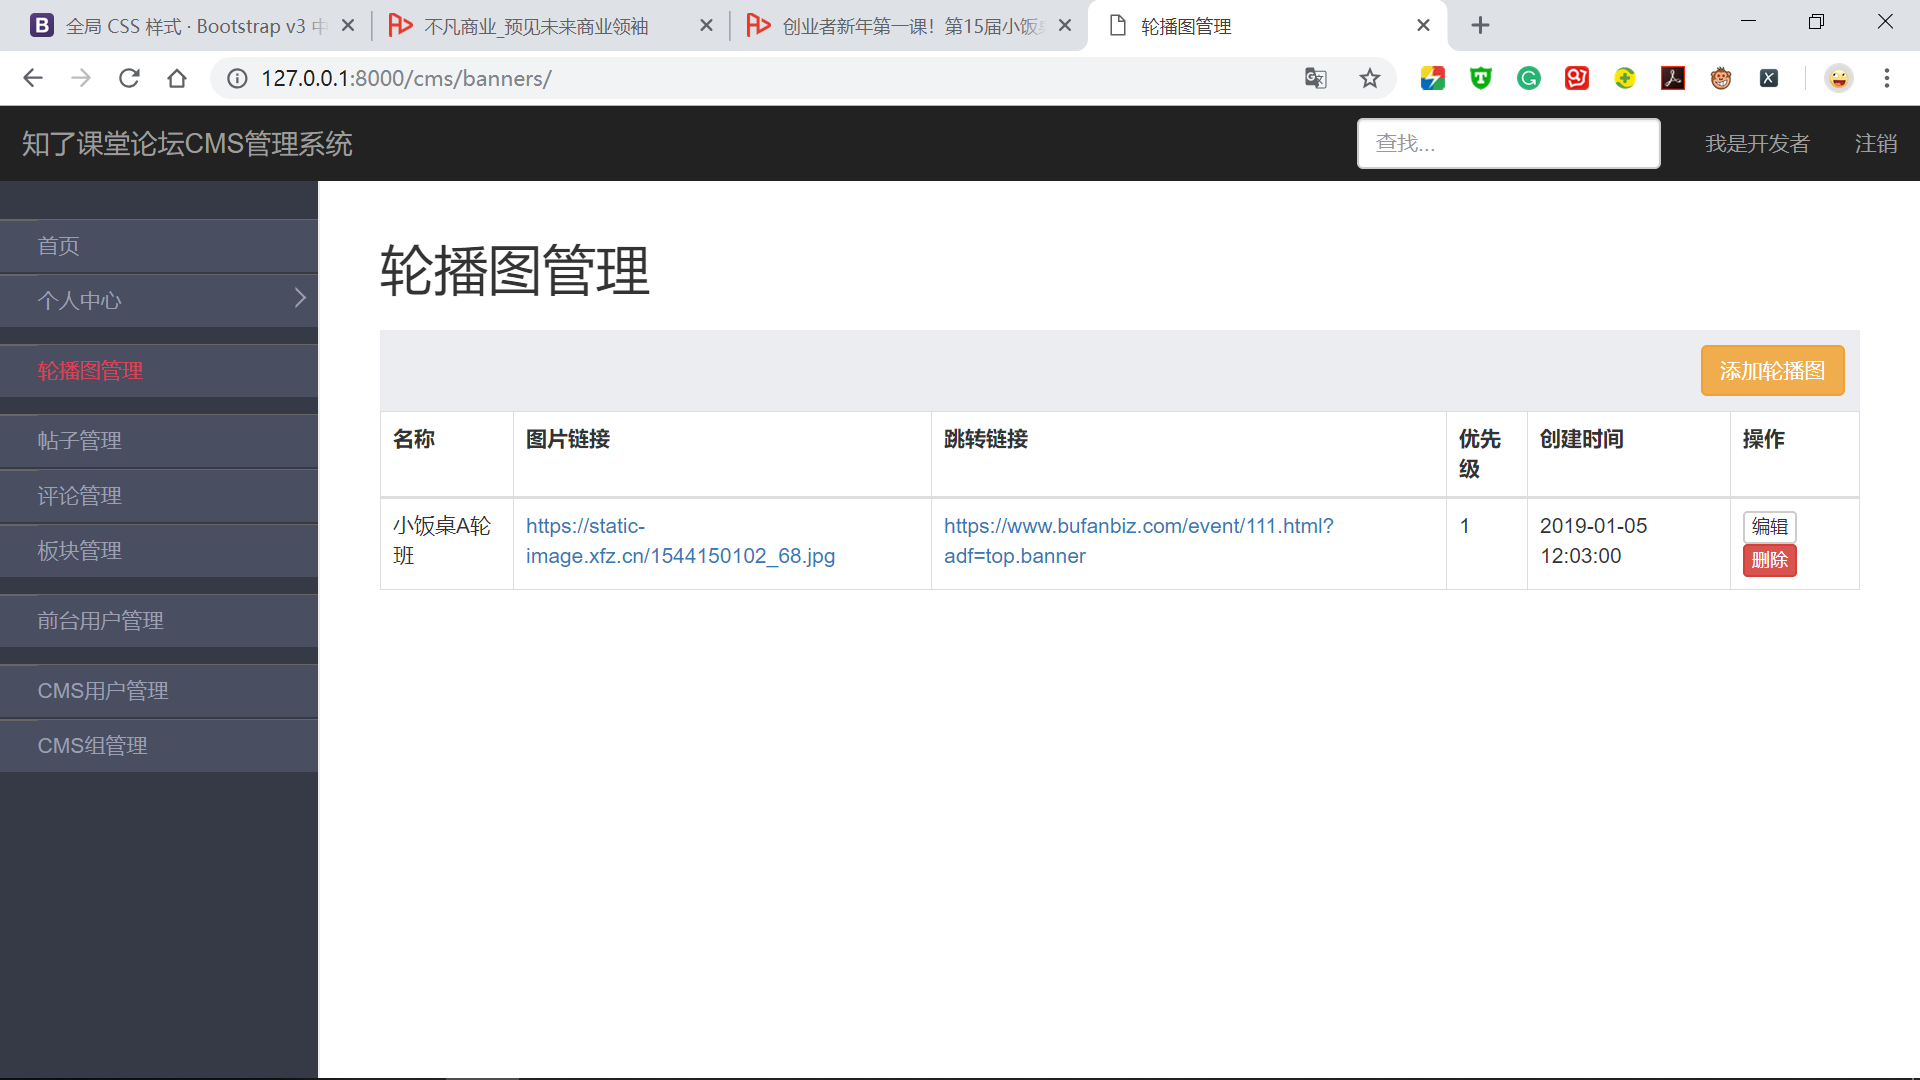 全局 CSS 样式 · Bootstrap v3 中
不凡商业_预见未来商业领袖
创业者新年第一课！第15届小饭桌
轮播图管理
127.0.0.1:8000/cms/banners/
知了课堂论坛CMS管理系统
查找...
我是开发者
注销
首页
个人中心
轮播图管理
帖子管理
评论管理
板块管理
前台用户管理
CMS用户管理
CMS组管理
轮播图管理
添加轮播图
名称
图片链接
跳转链接
优先
级
创建时间
操作
小饭桌A轮
班
https://static-
image.xfz.cn/1544150102_68.jpg
https://www.bufanbiz.com/event/111.html?
adf=top.banner
1
2019-01-05
12:03:00
编辑
删除